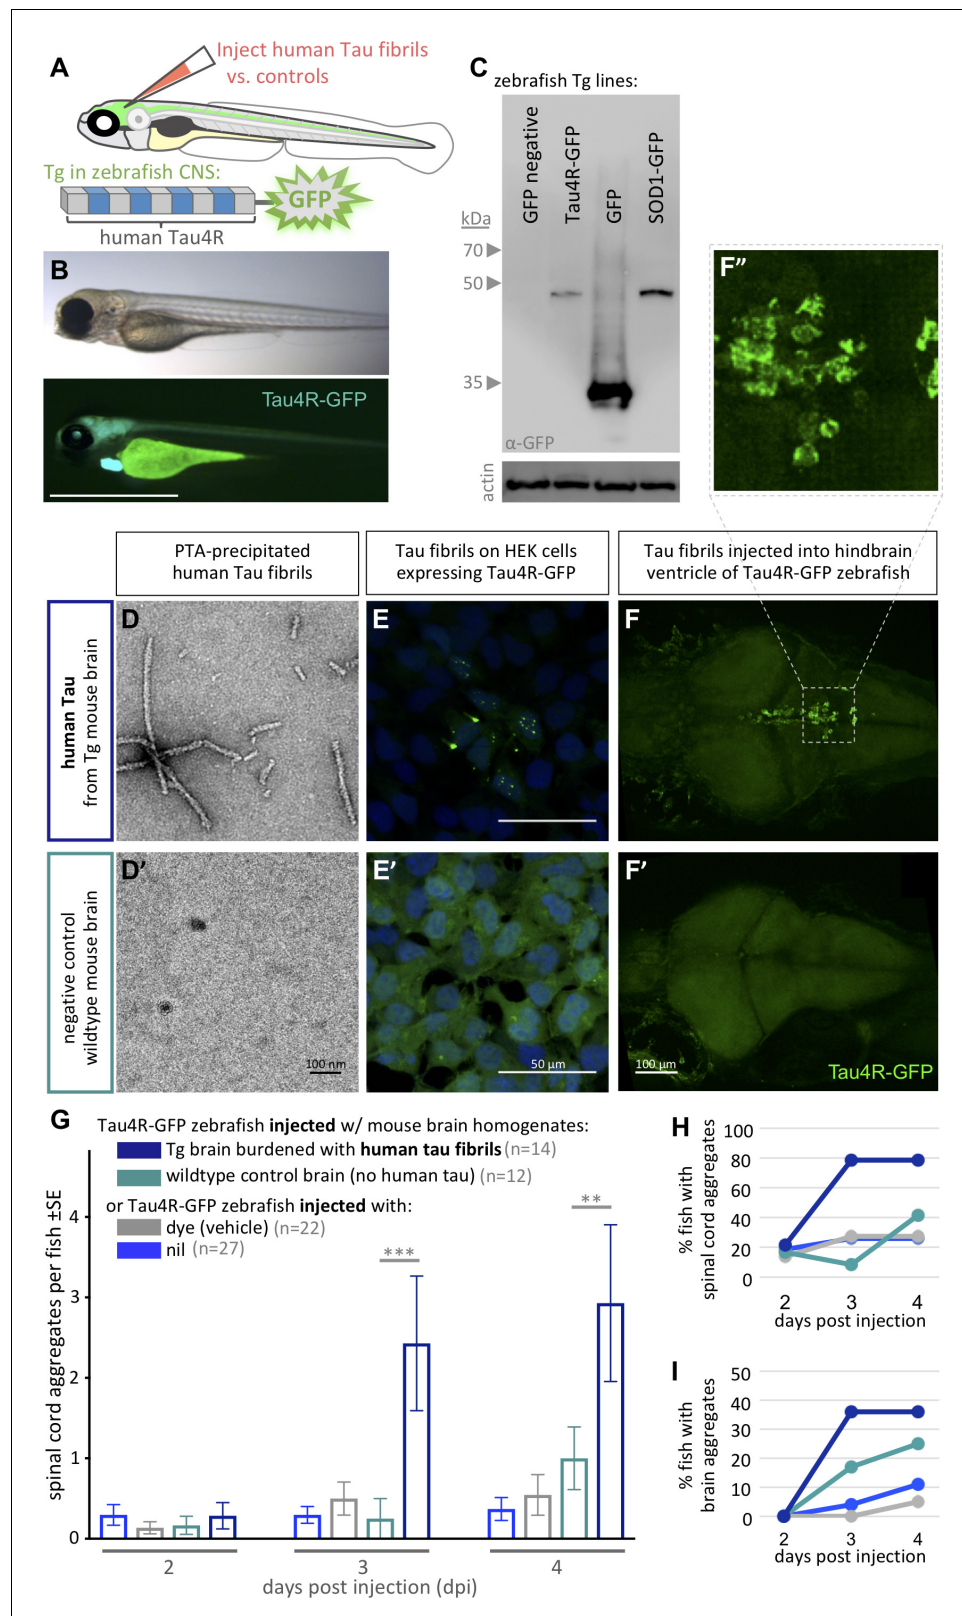 A
Inject human Tau fibrils
vs. controls
Tg in zebrafish CNS:
GFP
human Tau4R
B
Tau4R-GFP
C
zebrafish Tg lines:
GFP negative
Tau4R-GFP
GFP
SOD1-GFP
kDa
70
50
35
α-GFP
actin
F”
PTA-precipitated
human Tau fibrils
Tau fibrils on HEK cells
expressing Tau4R-GFP
Tau fibrils injected into hindbrain
ventricle of Tau4R-GFP zebrafish
human Tau
from Tg mouse brain
D
E
F
negative control
wildtype mouse brain
D’
100 nm
E’
50 µm
F’
100 µm
Tau4R-GFP
G
Tau4R-GFP zebrafish injected w/ mouse brain homogenates:
Tg brain burdened with human tau fibrils (n=14)
wildtype control brain (no human tau) (n=12)
or Tau4R-GFP zebrafish injected with:
dye (vehicle) (n=22)
nil (n=27)
spinal cord aggregates per fish ±SE
4
3
2
1
0
***
**
2
3
4
days post injection (dpi)
H
% fish with
spinal cord aggregates
100
80
60
40
20
0
2
3
4
days post injection
I
% fish with
brain aggregates
50
40
30
20
10
0
2
3
4
days post injection